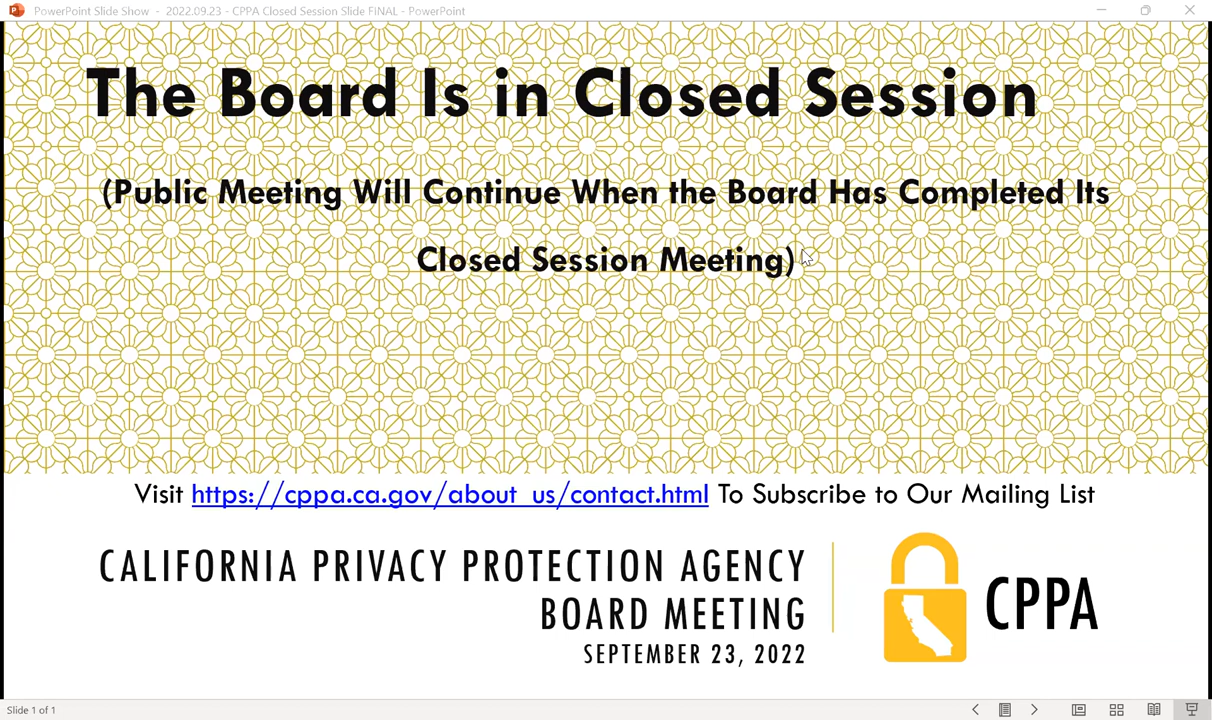 PowerPoint Slide Show - 2022.09.23 - CPPA Closed Session Slide FINAL - PowerPoint
The Board Is in Closed Session
(Public Meeting Will Continue When the Board Has Completed Its
Closed Session Meeting)
Visit https://cppa.ca.gov/about_us/contact.html To Subscribe to Our Mailing List
CALIFORNIA PRIVACY PROTECTION AGENCY
BOARD MEETING
SEPTEMBER 23, 2022
CPPA
Slide 1 of 1